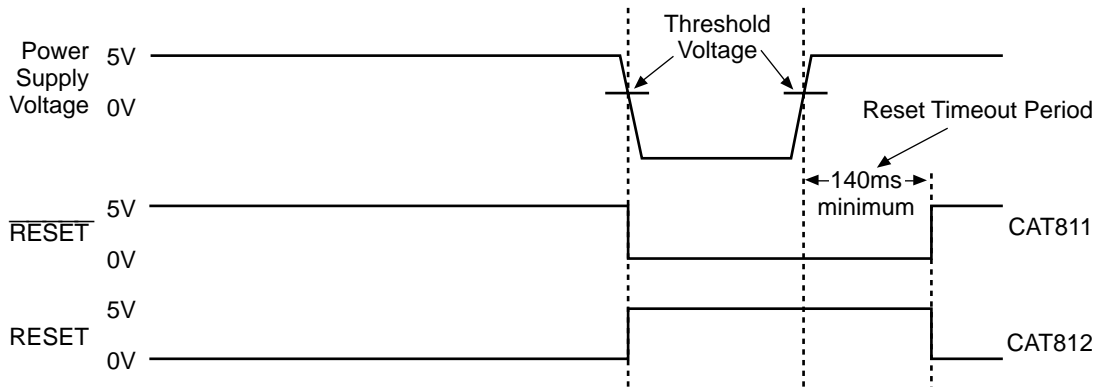 Threshold
Voltage
Power
Supply
Voltage
5V
0V
Reset Timeout Period
140ms
minimum
RESET
5V
0V
CAT811
RESET
5V
0V
CAT812